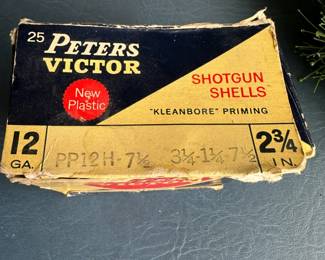 25 PETERS
VICTOR
New
Plastic
SHOTGUN
SHELLS
"KLEANBORE" PRIMING
12
GA.
PP12H-7½ 3¼-1¼-7½
2¾
IN.